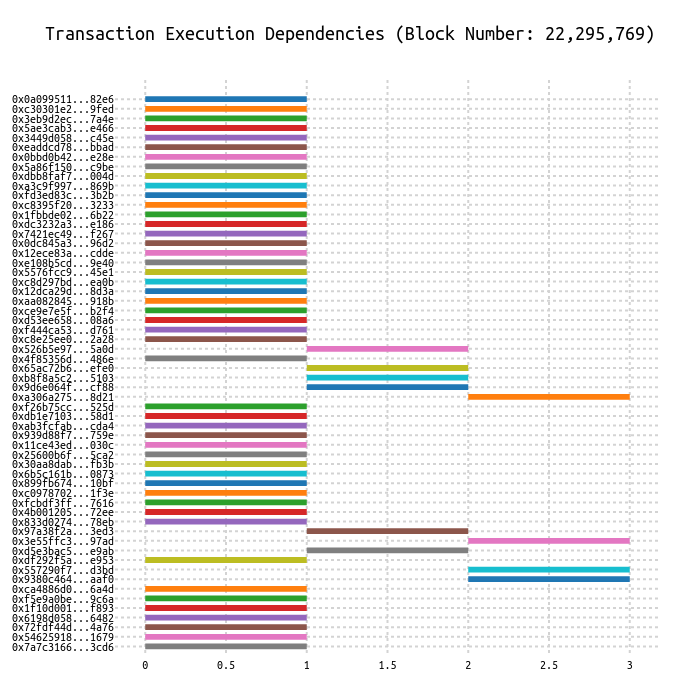 Transaction Execution Dependencies (Block Number: 22,295,769)
0x0a099511...82e6
0xc30301e2...9fed
0x3eb9d2ec...7a4e
0x5ae3cab3...e466
0x3449d058...c45e
0xeaddcd78...bbad
0x0bbd0b42...e28e
0x5a86f150...c9be
0xdbb8faf7...004d
0xa3c9f997...869b
0xfd3ed83c...3b2b
0xc8395f20...3233
0x1fbbde02...6b22
0xdc3232a3...e186
0x7421ec49...f267
0x0dc845a3...96d2
0x12ece83a...cdde
0xe108b5cd...9e40
0x5576fcc9...45e1
0xc8d297bd...ea0b
0x12dca29d...8d3a
0xaa082845...918b
0xce9e7e5f...b2f4
0xd53ee658...08a6
0xf444ca53...d761
0xc8e25ee0...2a28
0x526b5e97...5a0d
0x4f85356d...486e
0x65ac72b6...efe0
0xb8f8a5c2...5103
0x9d6e064f...cf88
0xa306a275...8d21
0xf26b75cc...525d
0xdb1e7103...58d1
0xab3fcfab...cda4
0x939d88f7...759e
0x11ce43ed...030c
0x25600b6f...5ca2
0x30aa8dab...fb3b
0x6b5c161b...0873
0x899fb674...10bf
0xc0978702...1f3e
0xfcbdf3ff...7616
0x4b001205...72ee
0x833d0274...78eb
0x97a38f2a...3ed3
0x3e55ffc3...97ad
0xd5e3bac5...e9ab
0xdf292f5a...e953
0x557290f7...d3bd
0x9380c464...aaf0
0xca4886d0...6a4d
0xf5e9a0be...9c6a
0x1f10d001...f893
0x6198d058...6482
0x72fdf44d...4a76
0x54625918...1679
0x7a7c3166...3cd6
0 0.5 1 1.5 2 2.5 3